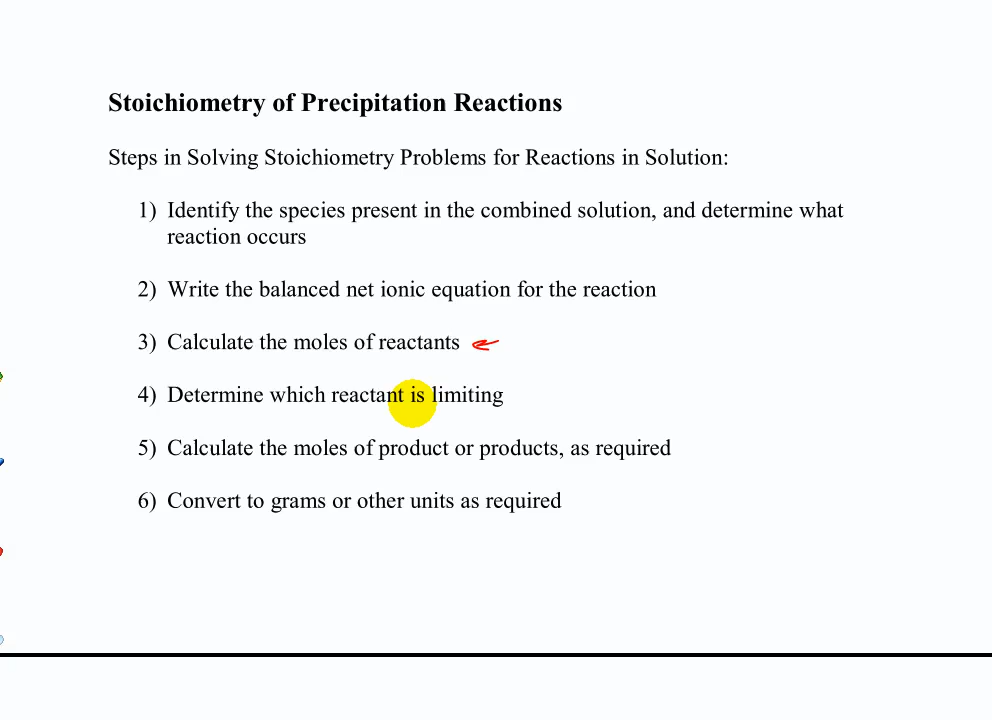 Stoichiometry of Precipitation Reactions
Steps in Solving Stoichiometry Problems for Reactions in Solution:
1) Identify the species present in the combined solution, and determine what
reaction occurs
2) Write the balanced net ionic equation for the reaction
3) Calculate the moles of reactants
4) Determine which reactant is limiting
5) Calculate the moles of product or products, as required
6) Convert to grams or other units as required